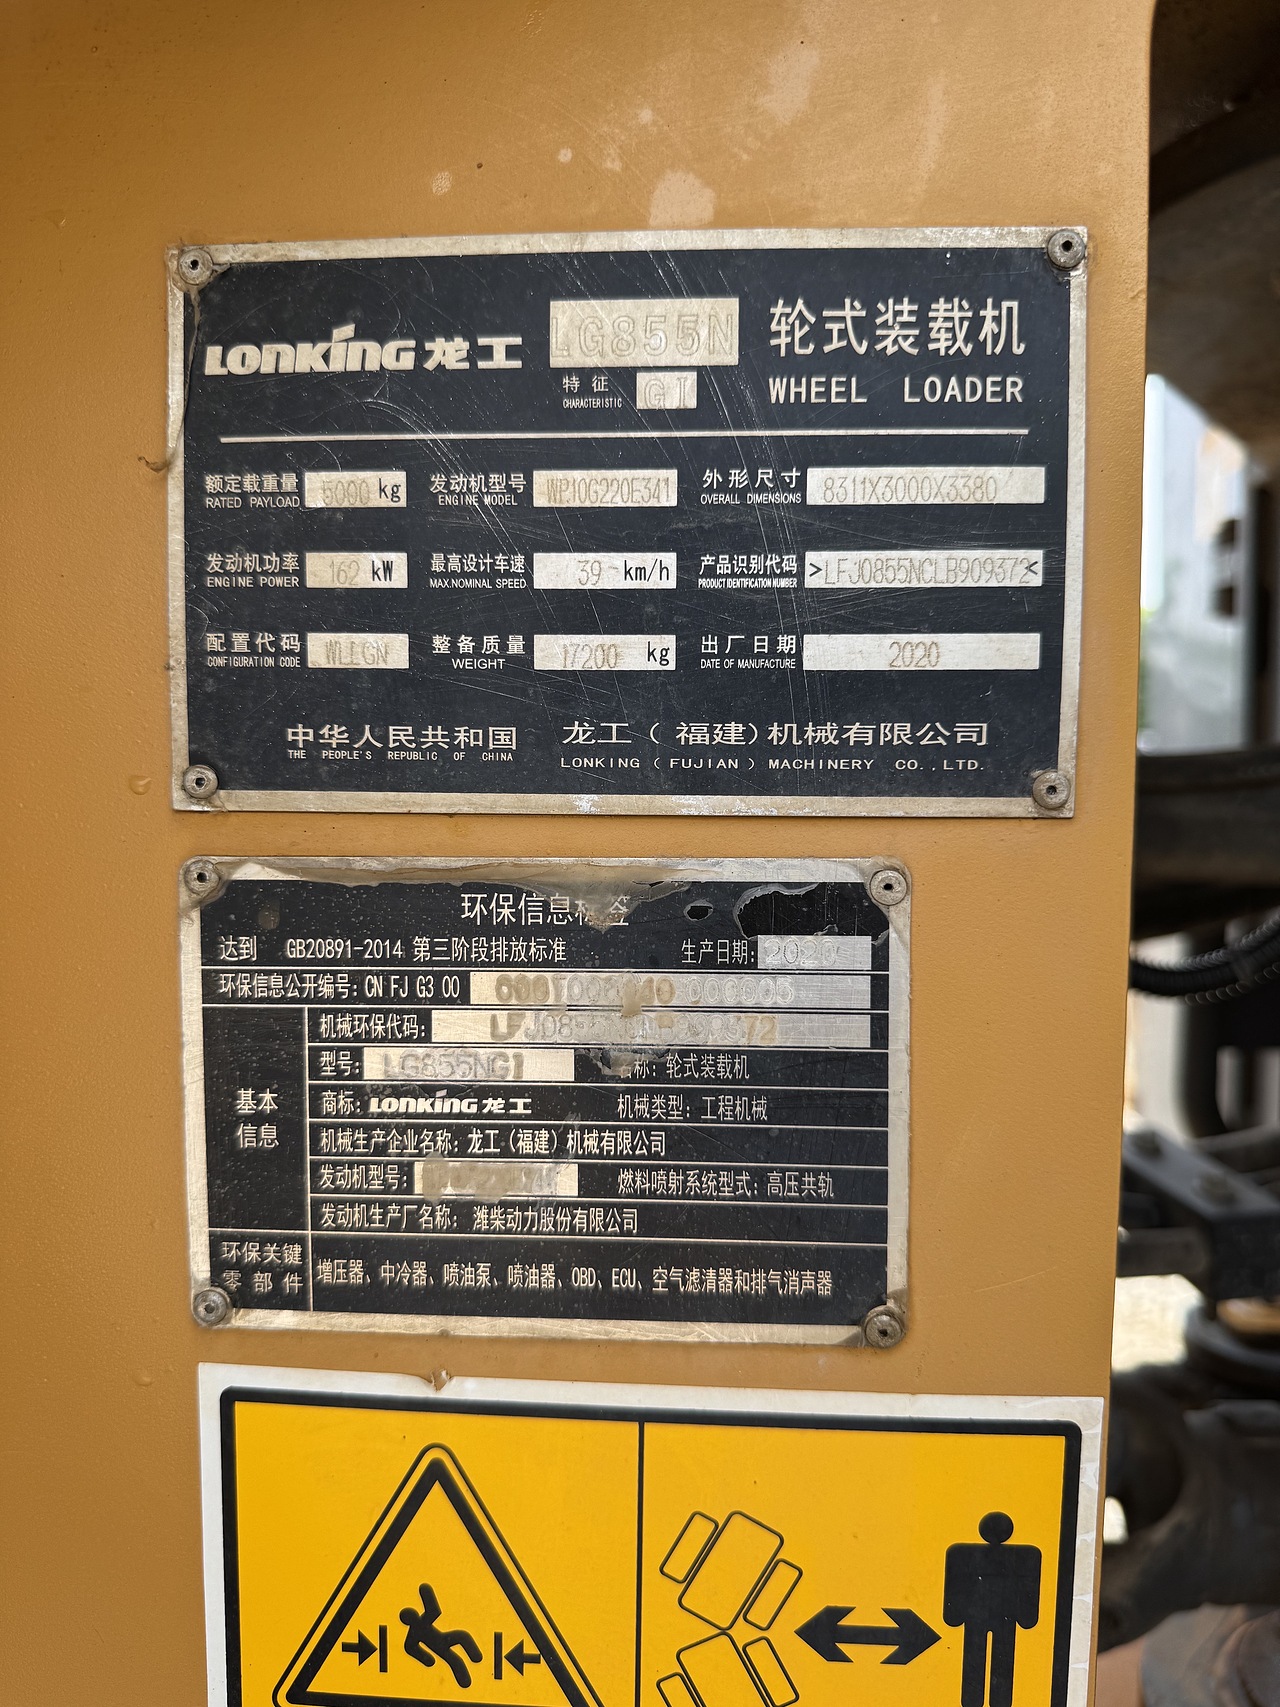 LONKING 龙工 LG855N 轮式装载机
特征 CHARACTERISTIC G1 WHEEL LOADER
额定载重量 RATED PAYLOAD 5000 kg 发动机型号 ENGINE MODEL WP10G220E341 外形尺寸 OVERALL DIMENSIONS 8311X3000X3380
发动机功率 ENGINE POWER 162 kW 最高设计车速 MAX.NOMINAL SPEED 39 km/h 产品识别代码 PRODUCT IDENTIFICATION NUMBER >LFJ0855NCLB909372<
配置代码 CONFIGURATION CODE 整备质量 WEIGHT 17200 kg 出厂日期 DATE OF MANUFACTURE 2020
中华人民共和国 龙工（福建）机械有限公司
THE PEOPLE'S REPUBLIC OF CHINA LONKING ( FUJIAN ) MACHINERY CO.,LTD.
环保信息标签
达到 GB20891-2014 第三阶段排放标准 生产日期: 2020
环保信息公开编号: CN FJ G3 00
机械环保代码:
型号: LG855NG1 名称: 轮式装载机
商标: LONKING 龙工 机械类型: 工程机械
基本信息
机械生产企业名称: 龙工（福建）机械有限公司
发动机型号: 燃料喷射系统型式: 高压共轨
发动机生产厂名称: 潍柴动力股份有限公司
环保关键零部件 增压器、中冷器、喷油泵、喷油器、OBD、ECU、空气滤清器和排气消声器